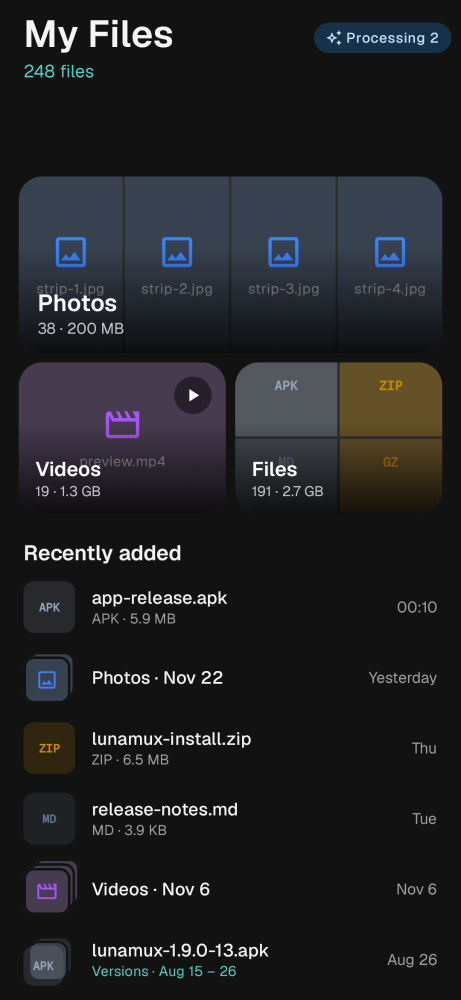 My Files
Processing 2
248 files
strip-1.jpg
strip-2.jpg
strip-3.jpg
strip-4.jpg
Photos
38 · 200 MB
APK
ZIP
preview.mp4
MD
GZ
Videos
19 · 1.3 GB
Files
191 · 2.7 GB
Recently added
APK
app-release.apk
APK · 5.9 MB
00:10
Photos · Nov 22
Yesterday
ZIP
lunamux-install.zip
ZIP · 6.5 MB
Thu
MD
release-notes.md
MD · 3.9 KB
Tue
Videos · Nov 6
Nov 6
APK
lunamux-1.9.0-13.apk
Versions · Aug 15 – 26
Aug 26